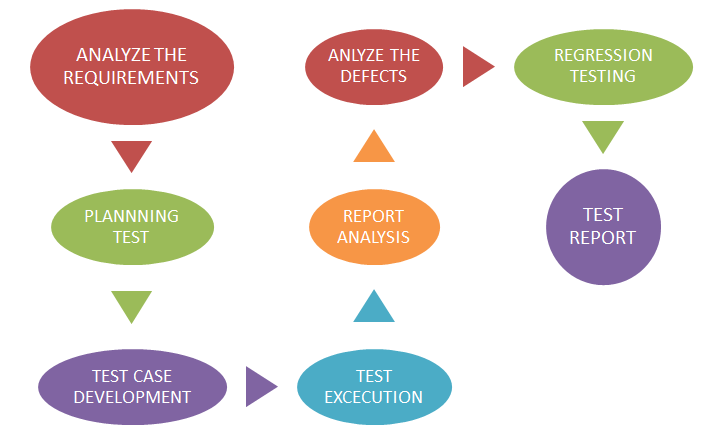 ANALYZE THE
REQUIREMENTS
PLANNNING
TEST
TEST CASE
DEVELOPMENT
TEST
EXCECUTION
REPORT
ANALYSIS
ANLYZE THE
DEFECTS
REGRESSION
TESTING
TEST
REPORT